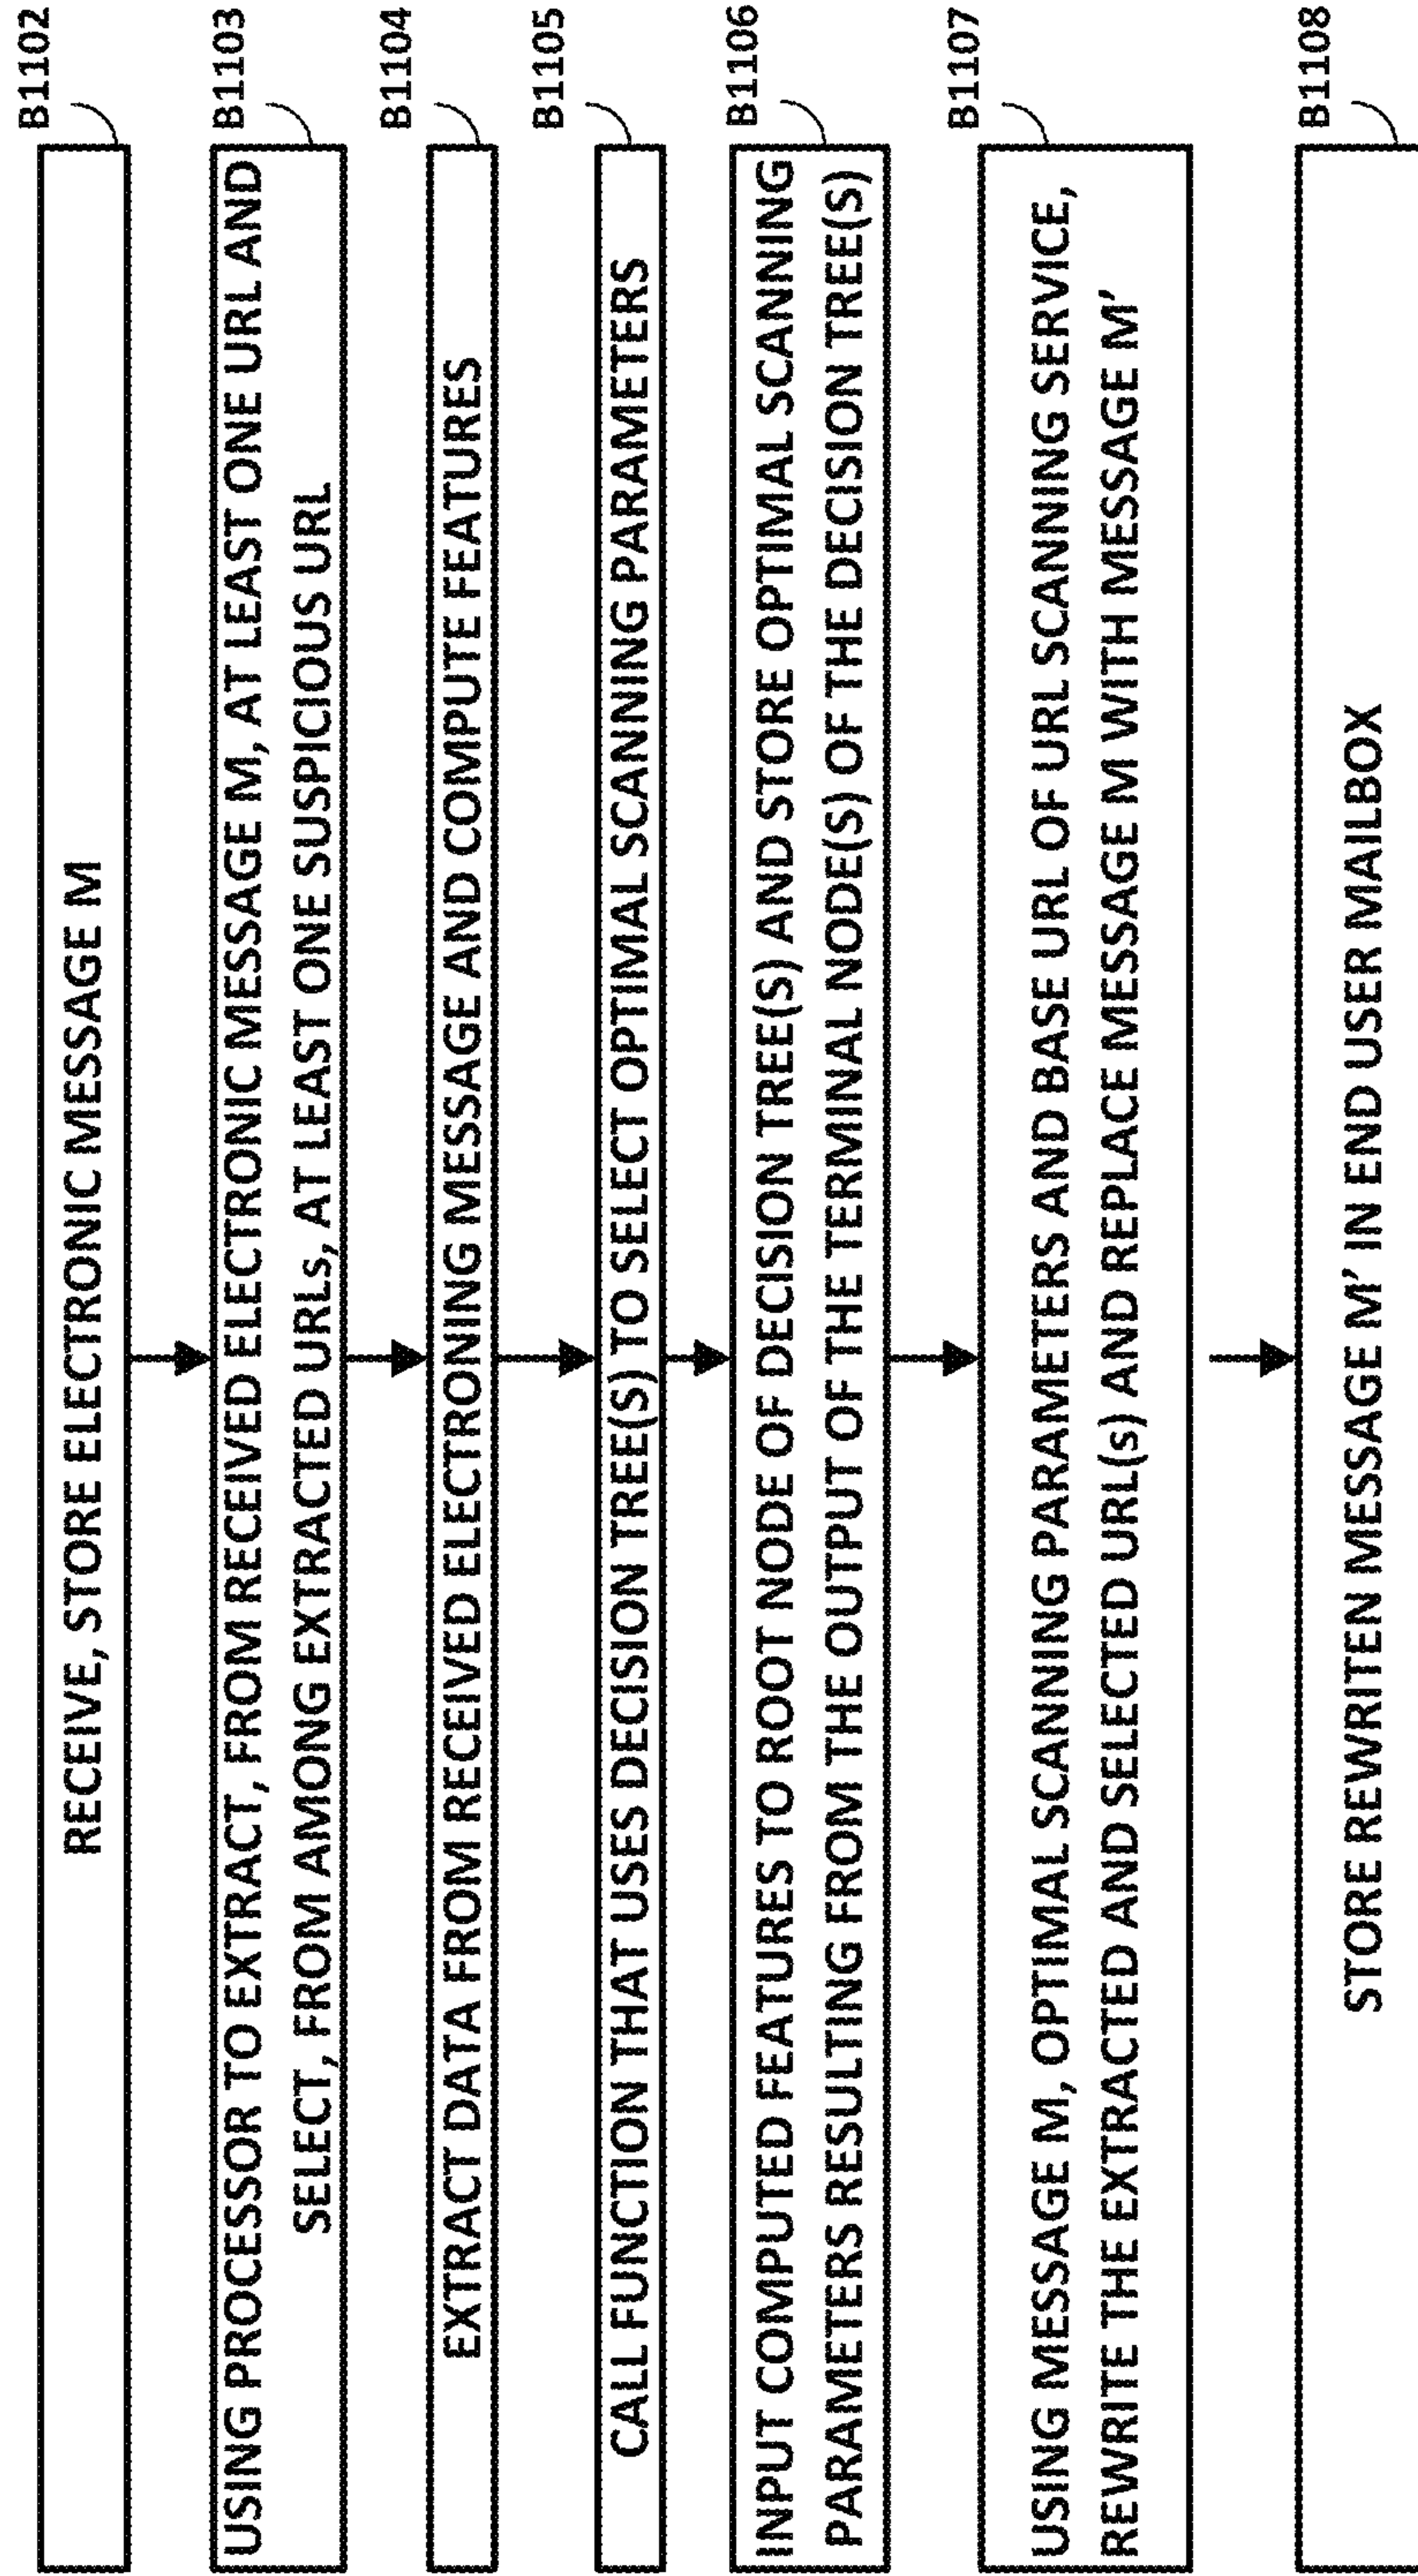 B1102
RECEIVE, STORE ELECTRONIC MESSAGE M
B1103
USING PROCESSOR TO EXTRACT, FROM RECEIVED ELECTRONIC MESSAGE M, AT LEAST ONE URL AND
SELECT, FROM AMONG EXTRACTED URLs, AT LEAST ONE SUSPICIOUS URL
B1104
EXTRACT DATA FROM RECEIVED ELECTRONING MESSAGE AND COMPUTE FEATURES
B1105
CALL FUNCTION THAT USES DECISION TREE(S) TO SELECT OPTIMAL SCANNING PARAMETERS
B1106
INPUT COMPUTED FEATURES TO ROOT NODE OF DECISION TREE(S) AND STORE OPTIMAL SCANNING
PARAMETERS RESULTING FROM THE OUTPUT OF THE TERMINAL NODE(S) OF THE DECISION TREE(S)
B1107
USING MESSAGE M, OPTIMAL SCANNING PARAMETERS AND BASE URL OF URL SCANNING SERVICE,
REWRITE THE EXTRACTED AND SELECTED URL(s) AND REPLACE MESSAGE M WITH MESSAGE M'
B1108
STORE REWRITEN MESSAGE M' IN END USER MAILBOX